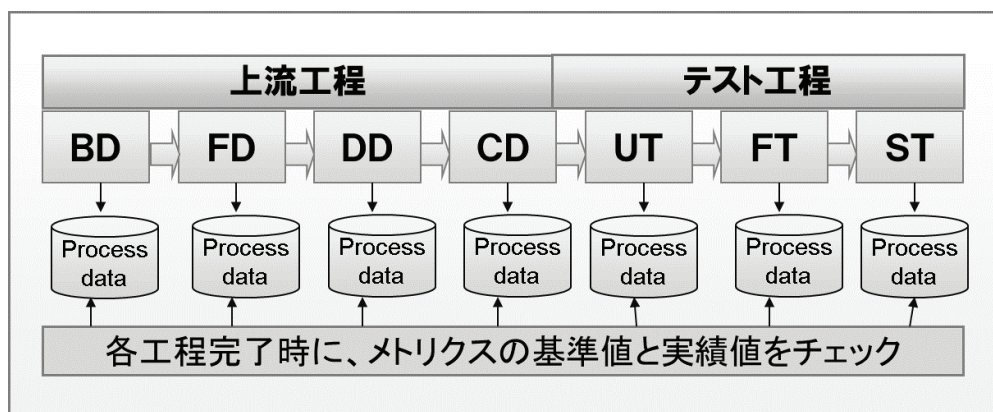 上流工程
テスト工程
BD
FD
DD
CD
UT
FT
ST
Process
data
Process
data
Process
data
Process
data
Process
data
Process
data
Process
data
各工程完了時に、メトリクスの基準値と実績値をチェック